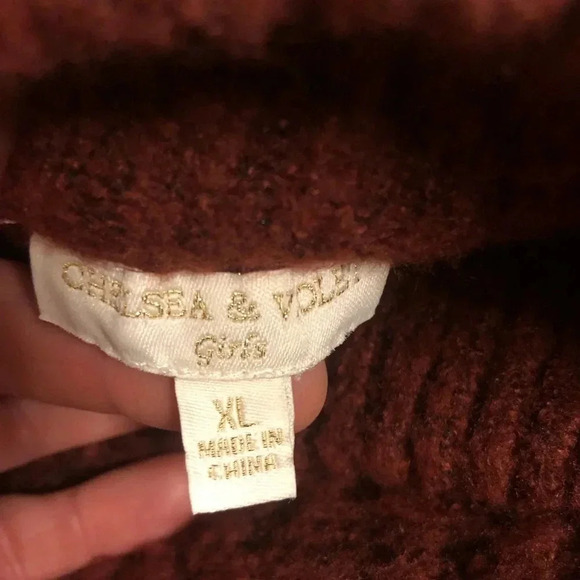 CHELSEA & VIOLET
Girls
XL
MADE IN
CHINA